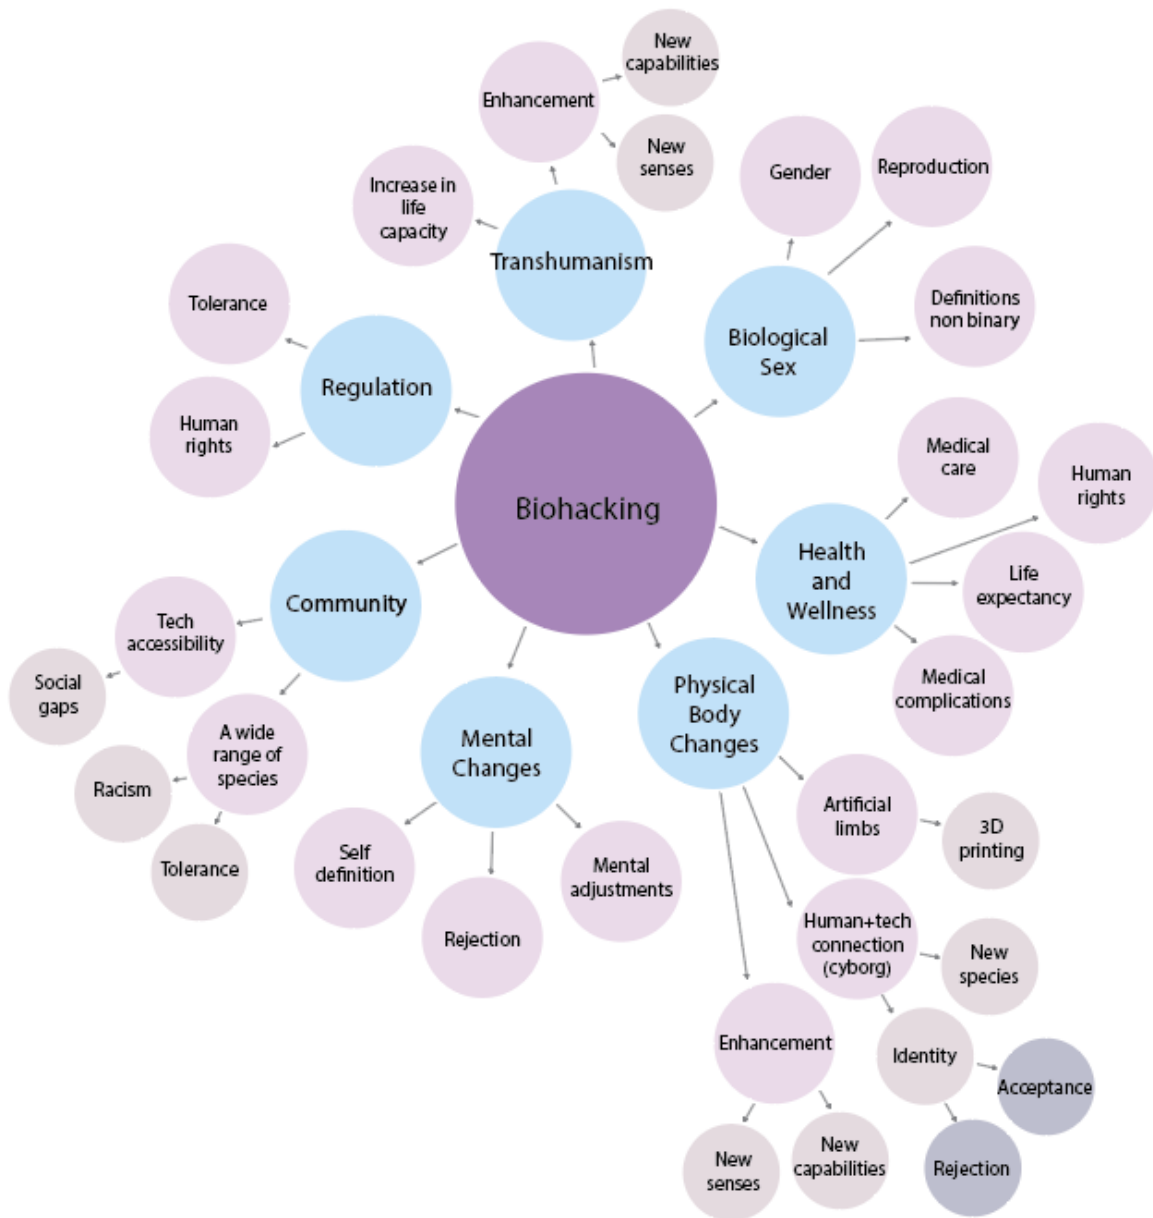 New
capabilities
Enhancement
New
senses
Increase in
life
capacity
Transhumanism
Gender
Reproduction
Definitions
non binary
Biological
Sex
Tolerance
Regulation
Human
rights
Biohacking
Medical
care
Human
rights
Health
and
Wellness
Life
expectancy
Medical
complications
Community
Tech
accessibility
Social
gaps
A wide
range of
species
Racism
Tolerance
Mental
Changes
Self
definition
Rejection
Mental
adjustments
Physical
Body
Changes
Artificial
limbs
3D
printing
Human+tech
connection
(cyborg)
New
species
Identity
Acceptance
Rejection
Enhancement
New
senses
New
capabilities